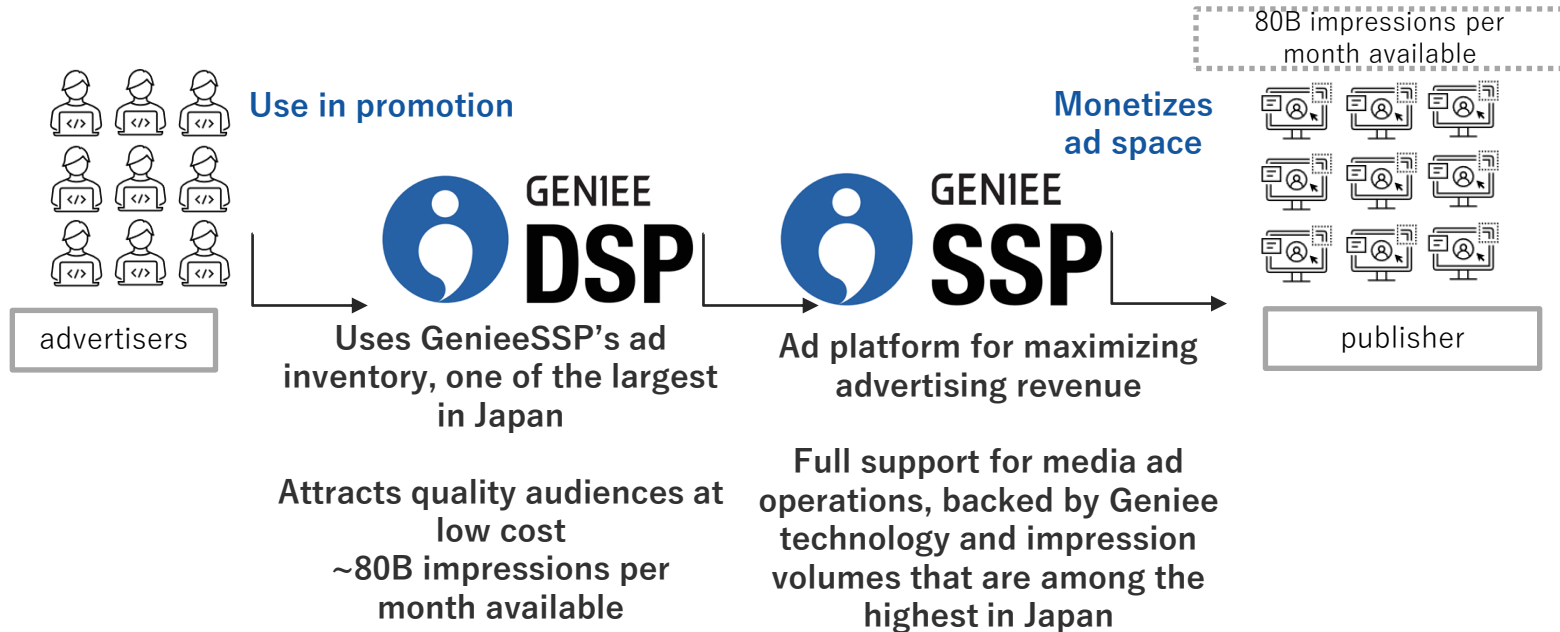 80B impressions per
month available
Use in promotion
Monetizes
ad space
GENIEE
DSP
GENIEE
SSP
advertisers
publisher
Uses GenieeSSP’s ad
inventory, one of the largest
in Japan
Attracts quality audiences at
low cost
~80B impressions per
month available
Ad platform for maximizing
advertising revenue
Full support for media ad
operations, backed by Geniee
technology and impression
volumes that are among the
highest in Japan